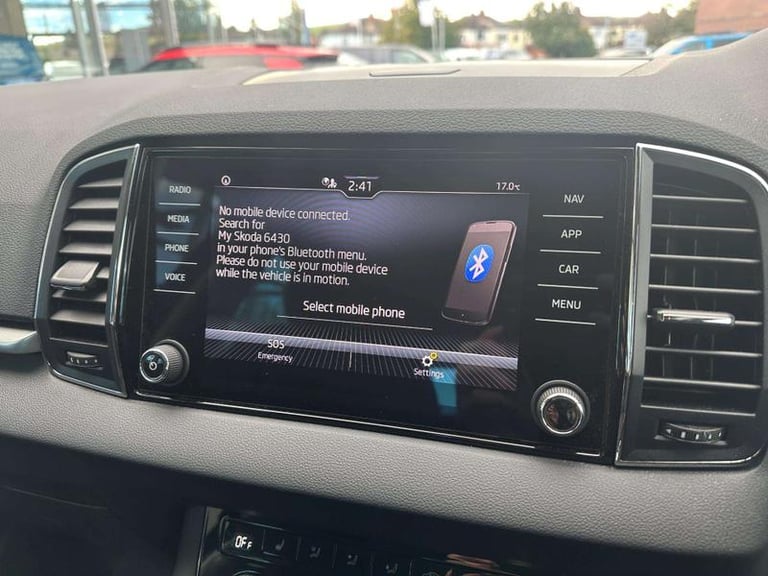 2:41
17.0°C
RADIO
MEDIA
PHONE
VOICE
No mobile device connected.
Search for
My Skoda 6430
in your phone's Bluetooth menu.
Please do not use your mobile device
while the vehicle is in motion.
Select mobile phone
SOS
Emergency
Settings
NAV
APP
CAR
MENU
OFF